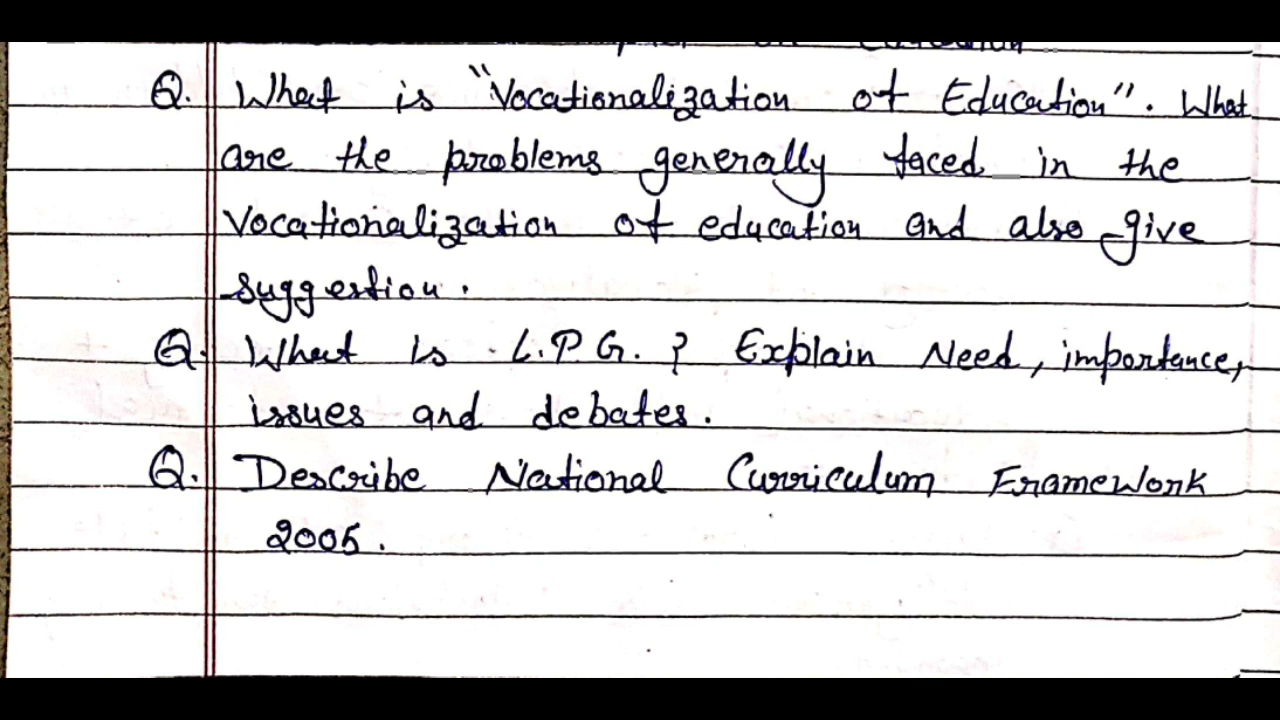 Q. What is "Vocationalization of Education". What
are the problems generally faced in the
vocationalization of education and also give
suggestion.
Q. What is L.P.G. ? Explain Need, importance,
issues and debates.
Q. Describe National Curriculum Framework
2005.